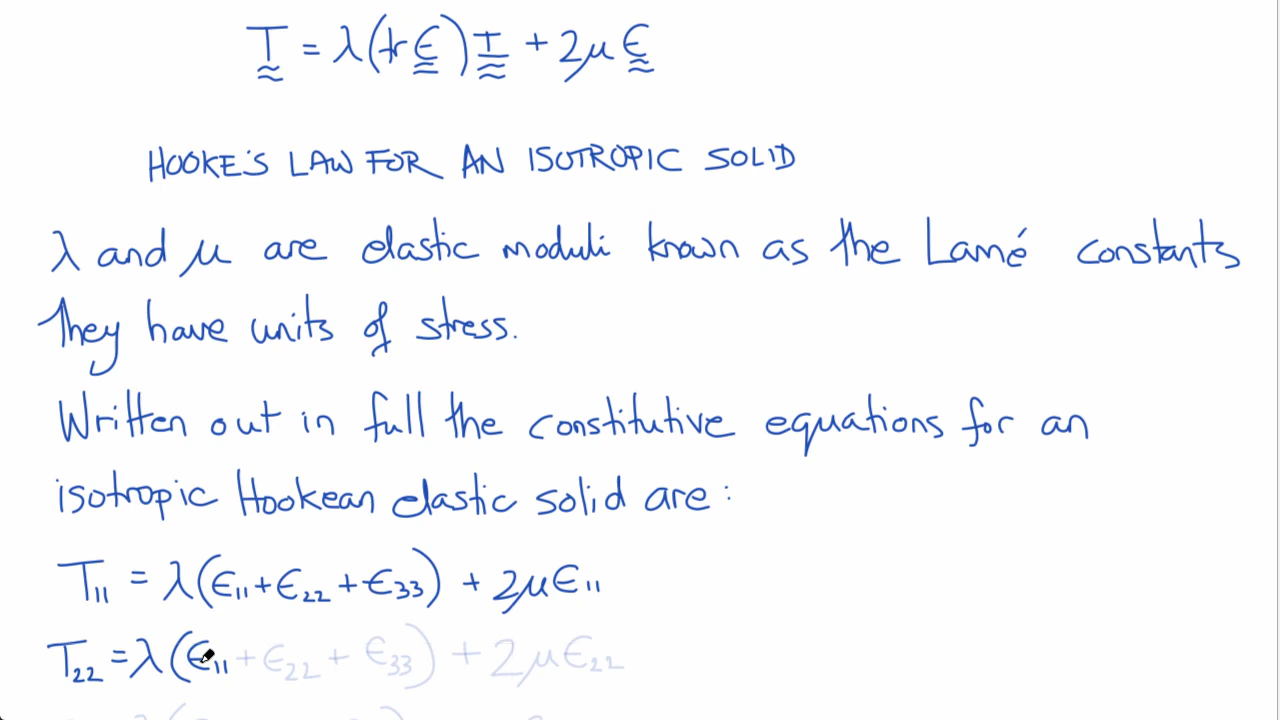 T = λ(tr ϵ) I + 2μ ϵ
HOOKE'S LAW FOR AN ISOTROPIC SOLID
λ and μ are elastic moduli known as the Lamé constants
They have units of stress.
Written out in full the constitutive equations for an
isotropic Hookean elastic solid are:
T₁₁ = λ(ϵ₁₁+ϵ₂₂+ϵ₃₃) + 2μϵ₁₁
T₂₂ = λ(ϵ₁₁+ϵ₂₂+ϵ₃₃) + 2μϵ₂₂